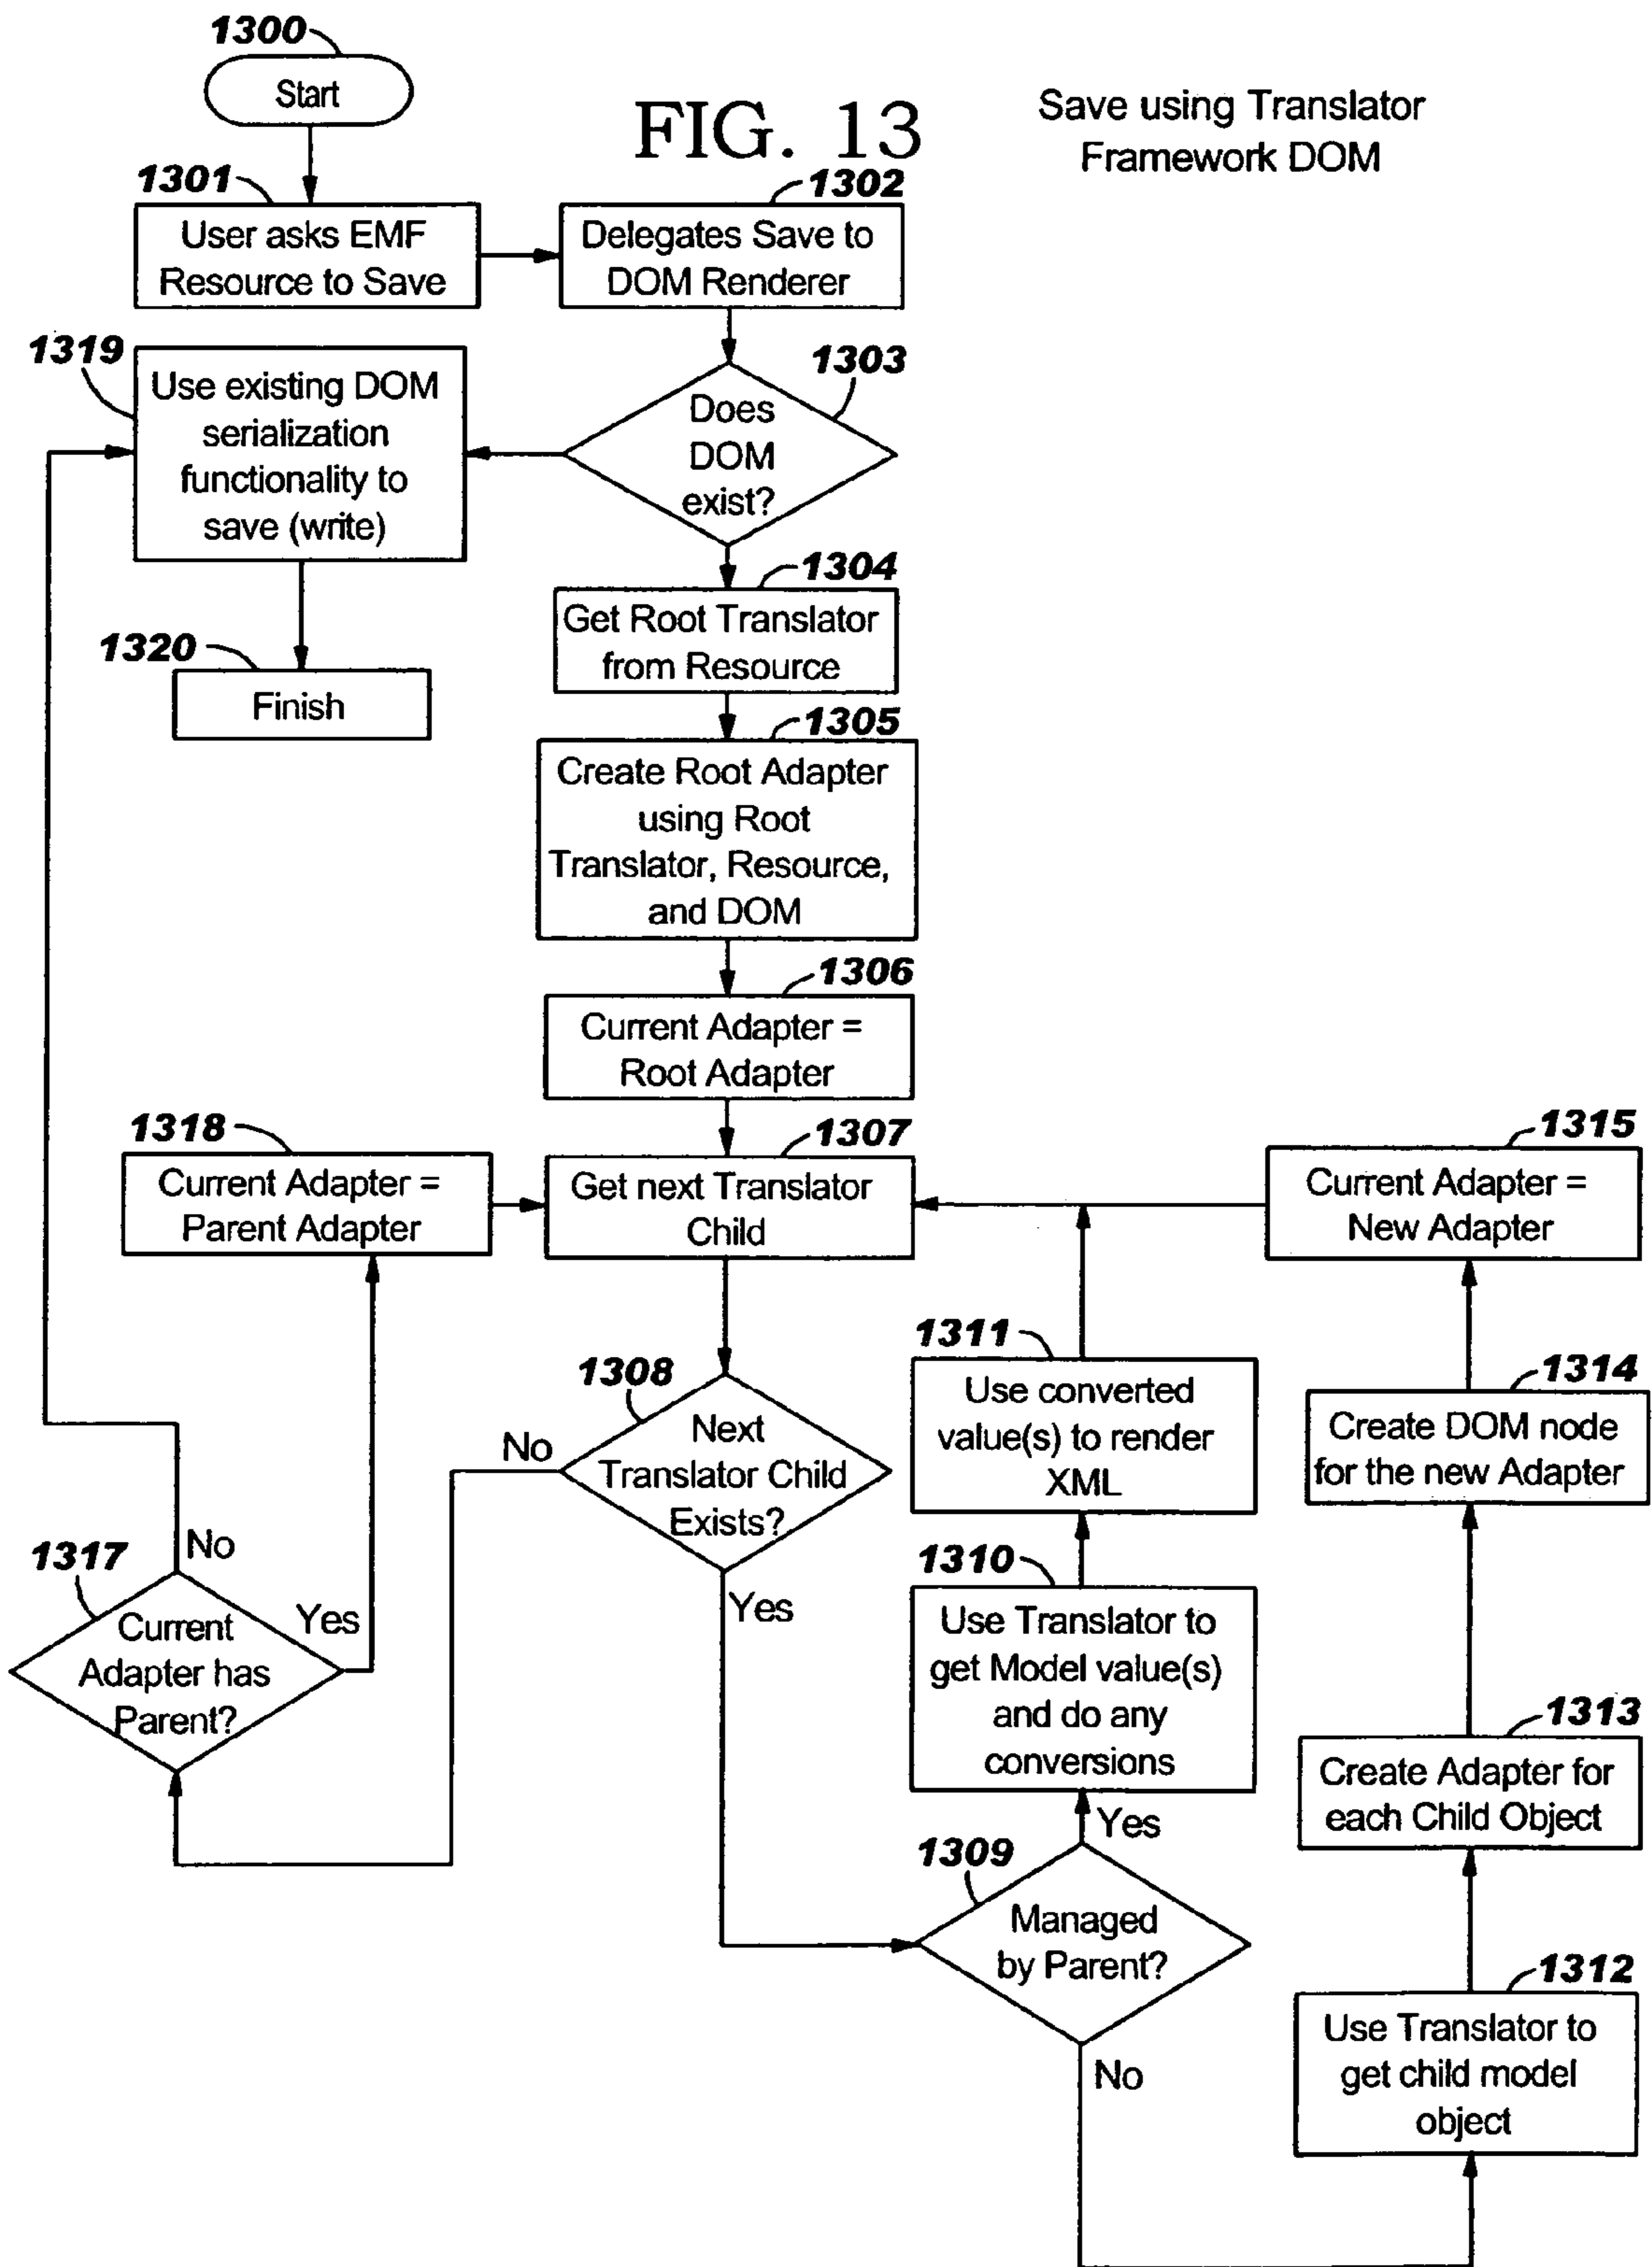 1300
Start
FIG. 13
Save using Translator
Framework DOM
1301
User asks EMF
Resource to Save
1302
Delegates Save to
DOM Renderer
1319
Use existing DOM
serialization
functionality to
save (write)
1303
Does
DOM
exist?
1320
Finish
1304
Get Root Translator
from Resource
1305
Create Root Adapter
using Root
Translator, Resource,
and DOM
1306
Current Adapter =
Root Adapter
1318
Current Adapter =
Parent Adapter
1307
Get next Translator
Child
1315
Current Adapter =
New Adapter
1308
Next
Translator Child
Exists?
No
Yes
1311
Use converted
value(s) to render
XML
1314
Create DOM node
for the new Adapter
1317
Current
Adapter has
Parent?
No
Yes
1310
Use Translator to
get Model value(s)
and do any
conversions
1313
Create Adapter for
each Child Object
1309
Managed
by Parent?
Yes
No
1312
Use Translator to
get child model
object